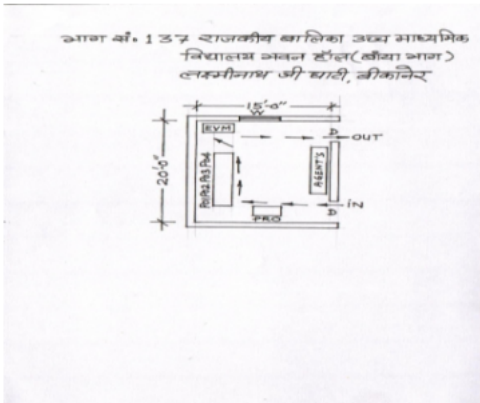 भाग सं. 137 राजकीय बालिका उच्च माध्यमिक
विद्यालय भवन हॉल (बाँया भाग)
लक्ष्मीनाथ जी घाटी, बीकानेर
15'-0"
W
EVM
OUT
20'-0"
PO1 PO2 PO3 PO4
AGENT'S
IN
PRO